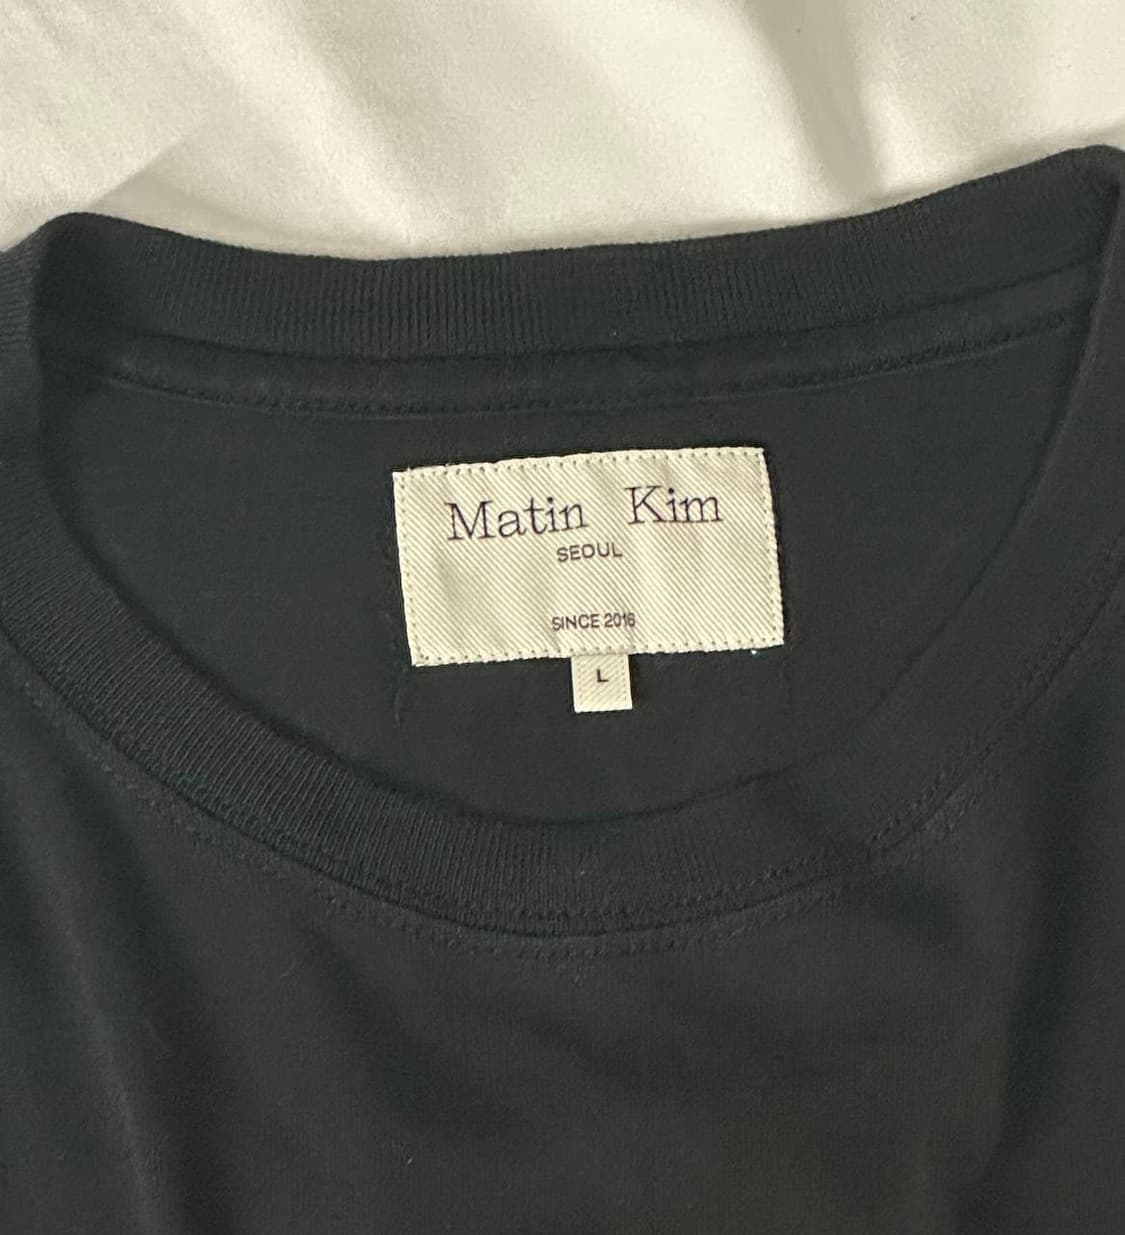 Matin Kim
SEOUL
SINCE 2016
L